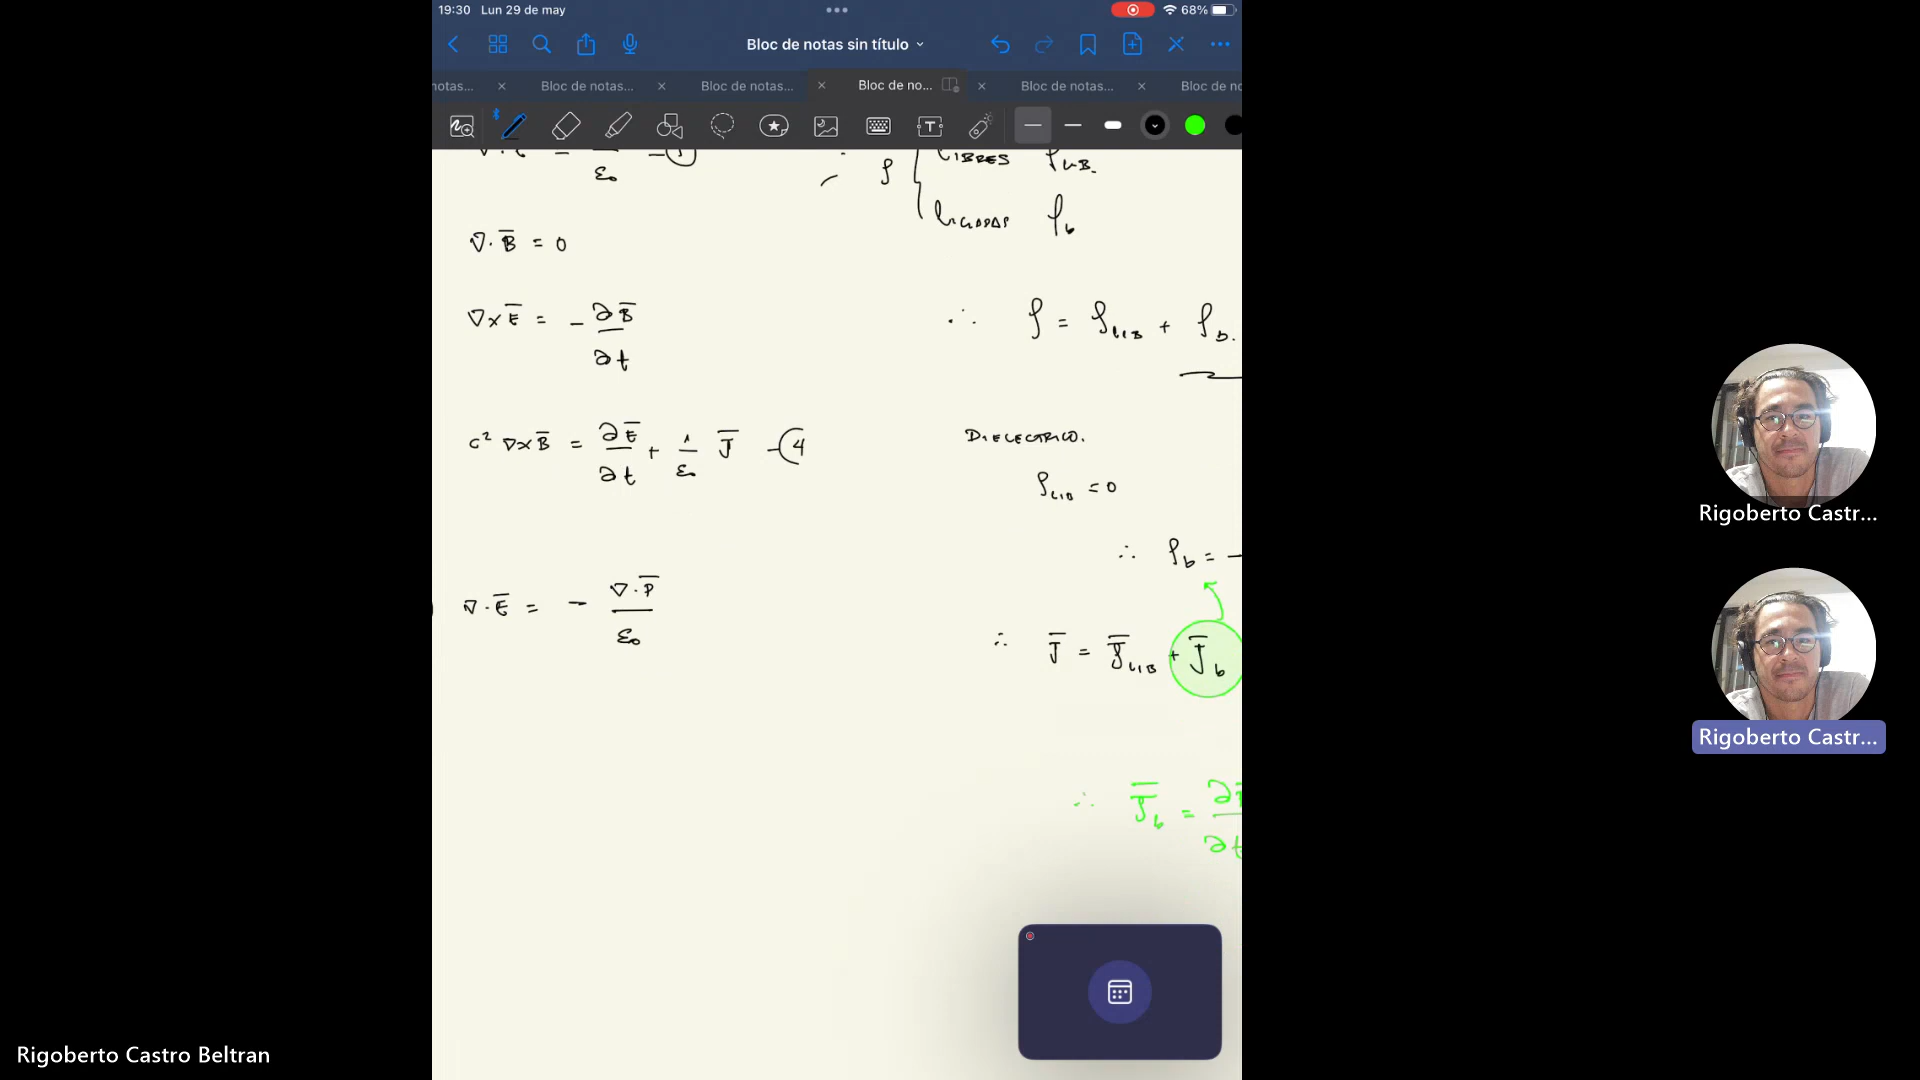 19:30 Lun 29 de may
68%
Bloc de notas sin título
notas... Bloc de notas... Bloc de notas... Bloc de no... Bloc de notas... Bloc de no
ε₀
LIBRES ρ_LIB.
ρ
LIGADAS ρ_b
∇·B̄ = 0
∇×Ē = -∂B̄/∂t
∴ ρ = ρ_LIB + ρ_b.
c² ∇×B̄ = ∂Ē/∂t + 1/ε₀ J̄ —(4
DIELECTRICO.
ρ_LIB = 0
∴ ρ_b = -
∇·Ē = - ∇·P̄/ε₀
∴ J̄ = J̄_LIB + J̄_b
∴ J̄_b = ∂P̄/∂t
Rigoberto Castr...
Rigoberto Castr...
Rigoberto Castro Beltran